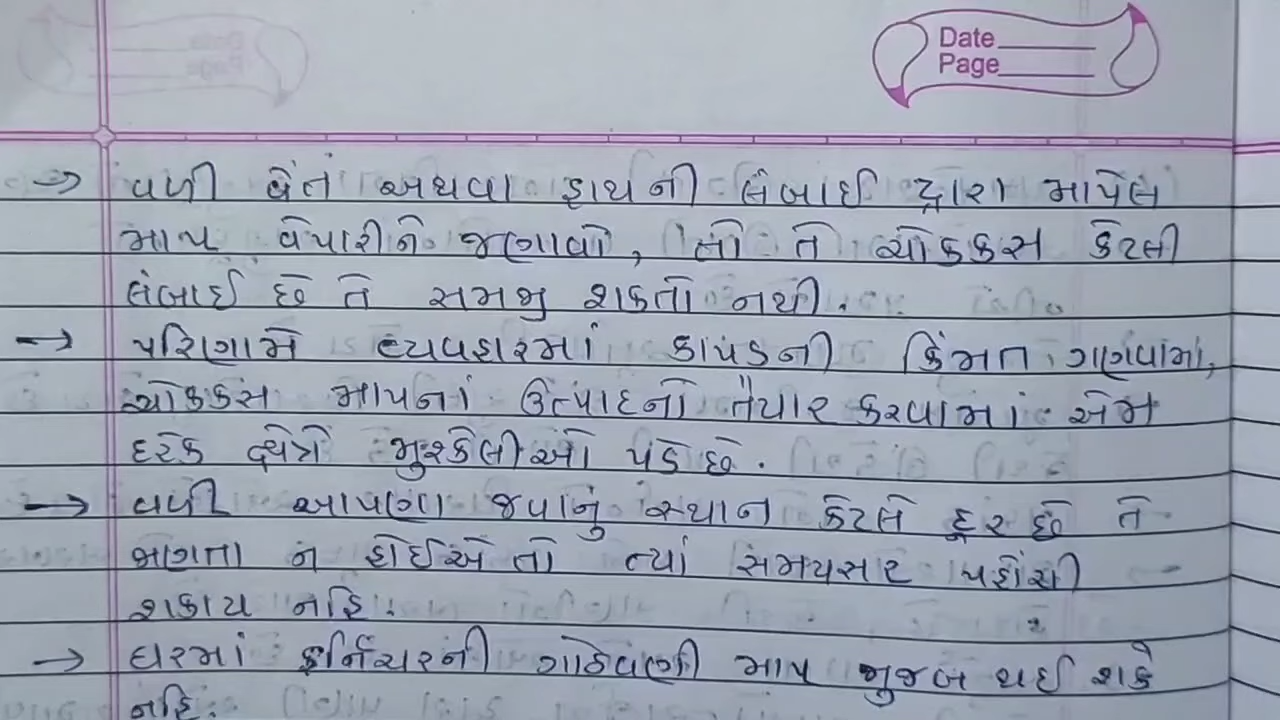 Date
Page
→ વળી વેંત અથવા હાથની લંબાઈ દ્વારા માપેલ
માપ વેપારીને જણાવો, તો તે ચોકકસ કેટલી
લંબાઈ છે તે સમજી શકતો નથી.
→ પરિણામે વ્યવહારમાં કાપડની કિંમત ગણવામાં,
ચોકકસ માપનાં ઉત્પાદનો તૈયાર કરવામાં એમ
દરેક ક્ષેત્રે મુશ્કેલીઓ પડે છે.
→ વળી આપણા જવાનું સ્થાન કેટલે દૂર છે તે
જાણતા ન હોઈએ તો ત્યાં સમયસર પહોંચી
શકાય નહિ.
→ ઘરમાં ફર્નિચરની ગોઠવણી માપ મુજબ થઈ શકે
નહિ.